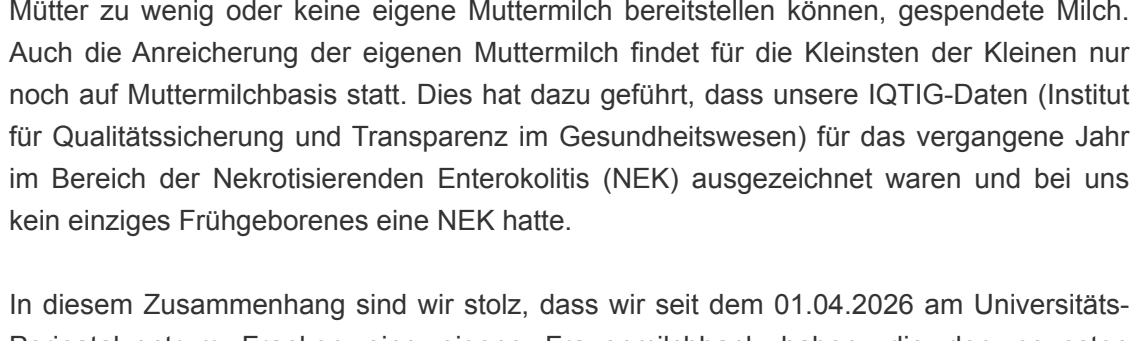 Mütter zu wenig oder keine eigene Muttermilch bereitstellen können, gespendete Milch.
Auch die Anreicherung der eigenen Muttermilch findet für die Kleinsten der Kleinen nur
noch auf Muttermilchbasis statt. Dies hat dazu geführt, dass unsere IQTIG-Daten (Institut
für Qualitätssicherung und Transparenz im Gesundheitswesen) für das vergangene Jahr
im Bereich der Nekrotisierenden Enterokolitis (NEK) ausgezeichnet waren und bei uns
kein einziges Frühgeborenes eine NEK hatte.
In diesem Zusammenhang sind wir stolz, dass wir seit dem 01.04.2026 am Universitäts-